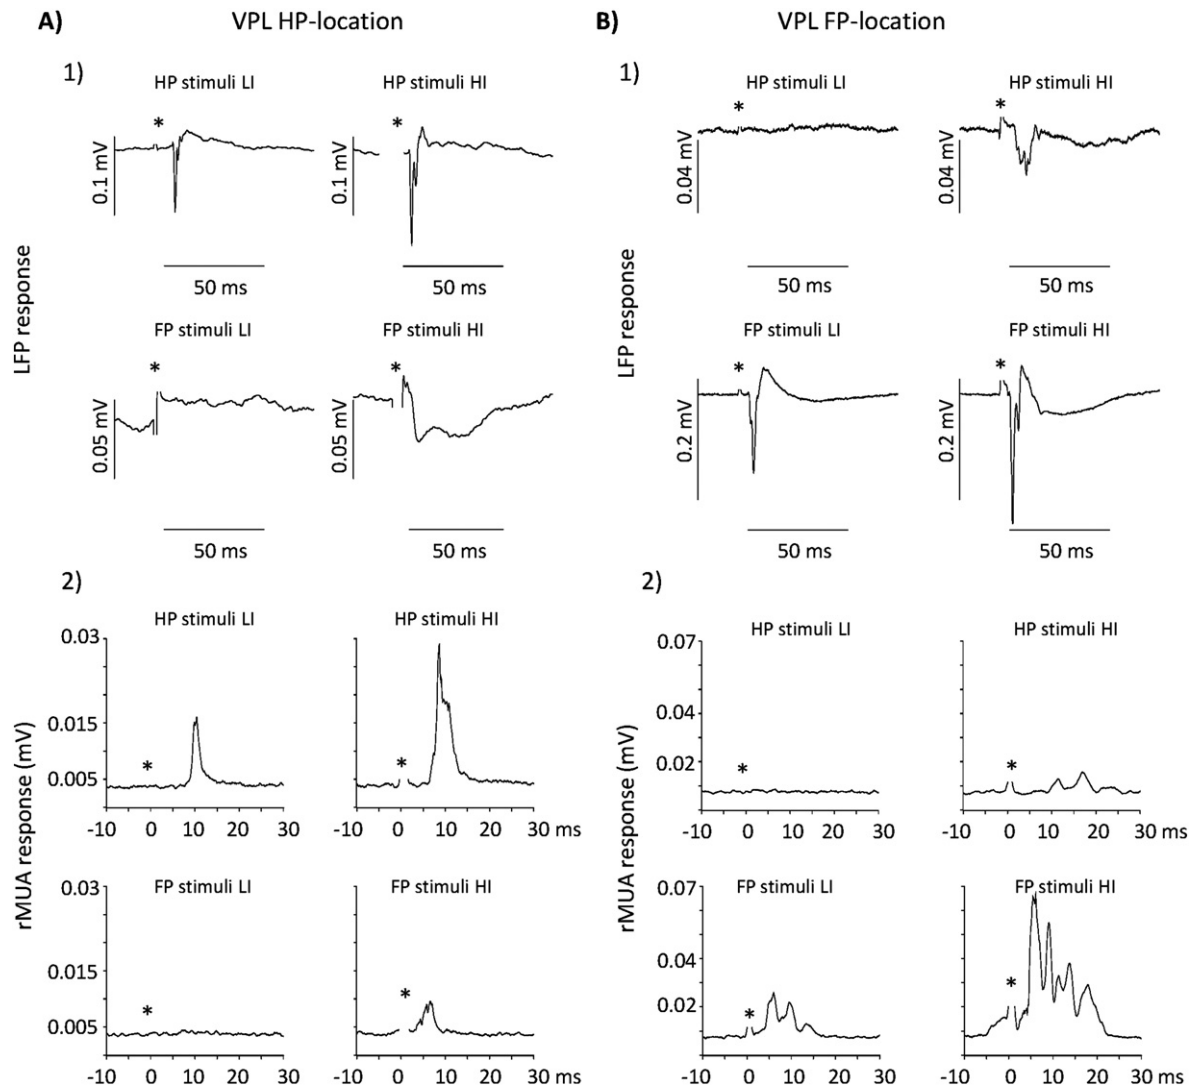 A)
VPL HP-location
B)
VPL FP-location
1)
HP stimuli LI
HP stimuli HI
*
*
0.1 mV
0.1 mV
50 ms
50 ms
LFP response
FP stimuli LI
FP stimuli HI
*
*
0.05 mV
0.05 mV
50 ms
50 ms
1)
HP stimuli LI
HP stimuli HI
*
*
0.04 mV
0.04 mV
50 ms
50 ms
LFP response
FP stimuli LI
FP stimuli HI
*
*
0.2 mV
0.2 mV
50 ms
50 ms
2)
HP stimuli LI
HP stimuli HI
0.03
0.015
0.005
*
*
-10 0 10 20 30
-10 0 10 20 30 ms
rMUA response (mV)
FP stimuli LI
FP stimuli HI
0.03
0.015
0.005
*
*
-10 0 10 20 30
-10 0 10 20 30 ms
2)
HP stimuli LI
HP stimuli HI
0.07
0.04
0.02
*
*
-10 0 10 20 30
-10 0 10 20 30 ms
rMUA response (mV)
FP stimuli LI
FP stimuli HI
0.07
0.04
0.02
*
*
-10 0 10 20 30
-10 0 10 20 30 ms